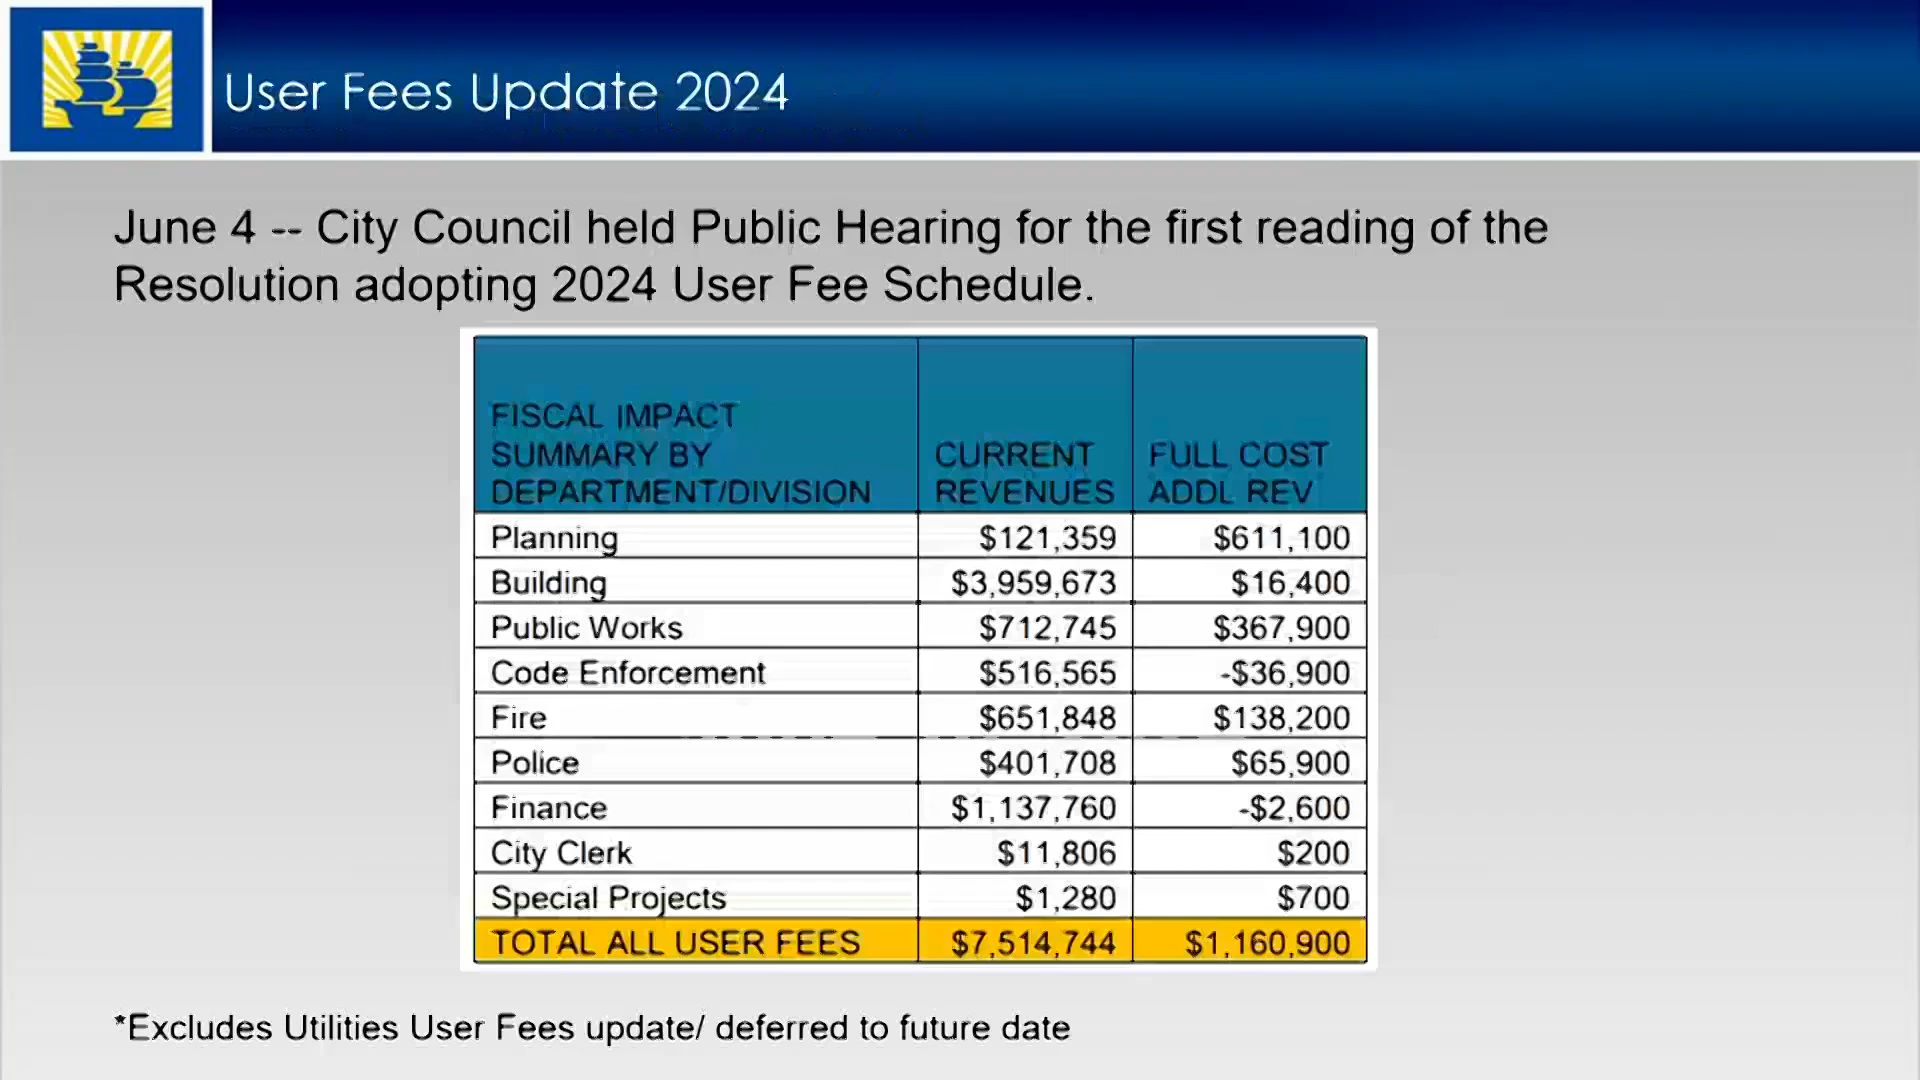 User Fees Update 2024
June 4 -- City Council held Public Hearing for the first reading of the
Resolution adopting 2024 User Fee Schedule.
FISCAL IMPACT
SUMMARY BY
DEPARTMENT/DIVISION
CURRENT
REVENUES
FULL COST
ADDL REV
Planning $121,359 $611,100
Building $3,959,673 $16,400
Public Works $712,745 $367,900
Code Enforcement $516,565 -$36,900
Fire $651,848 $138,200
Police $401,708 $65,900
Finance $1,137,760 -$2,600
City Clerk $11,806 $200
Special Projects $1,280 $700
TOTAL ALL USER FEES $7,514,744 $1,160,900
*Excludes Utilities User Fees update/ deferred to future date